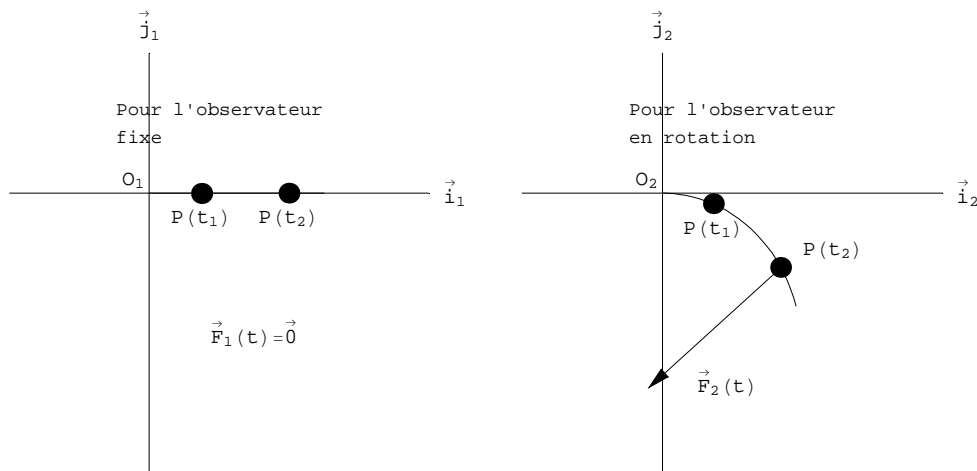 j⃗₁
Pour l'observateur
fixe
O₁
i⃗₁
P(t₁)
P(t₂)
F⃗₁(t)=0⃗
j⃗₂
Pour l'observateur
en rotation
O₂
i⃗₂
P(t₁)
P(t₂)
F⃗₂(t)